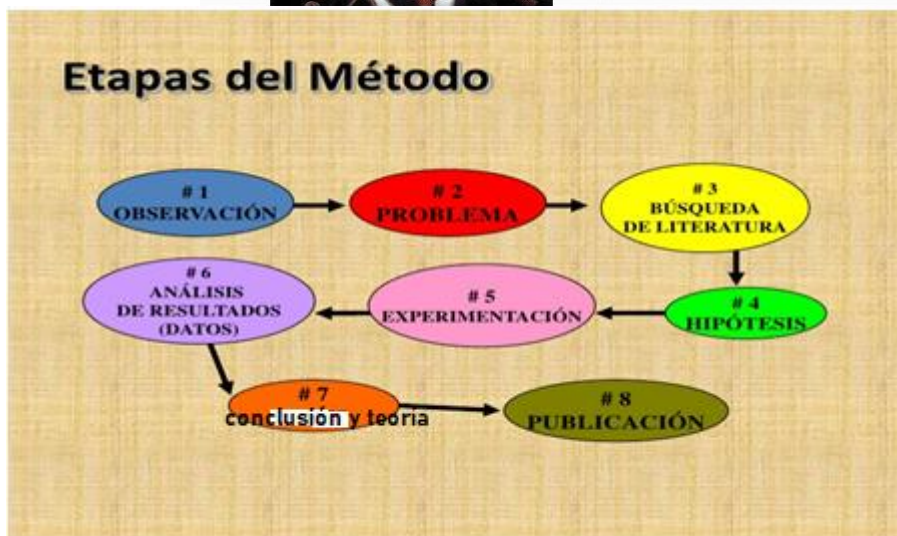 Etapas del Método
# 1
OBSERVACIÓN
# 2
PROBLEMA
# 3
BÚSQUEDA
DE LITERATURA
# 4
HIPÓTESIS
# 5
EXPERIMENTACIÓN
# 6
ANÁLISIS
DE RESULTADOS
(DATOS)
# 7
conclusión y teoria
# 8
PUBLICACIÓN